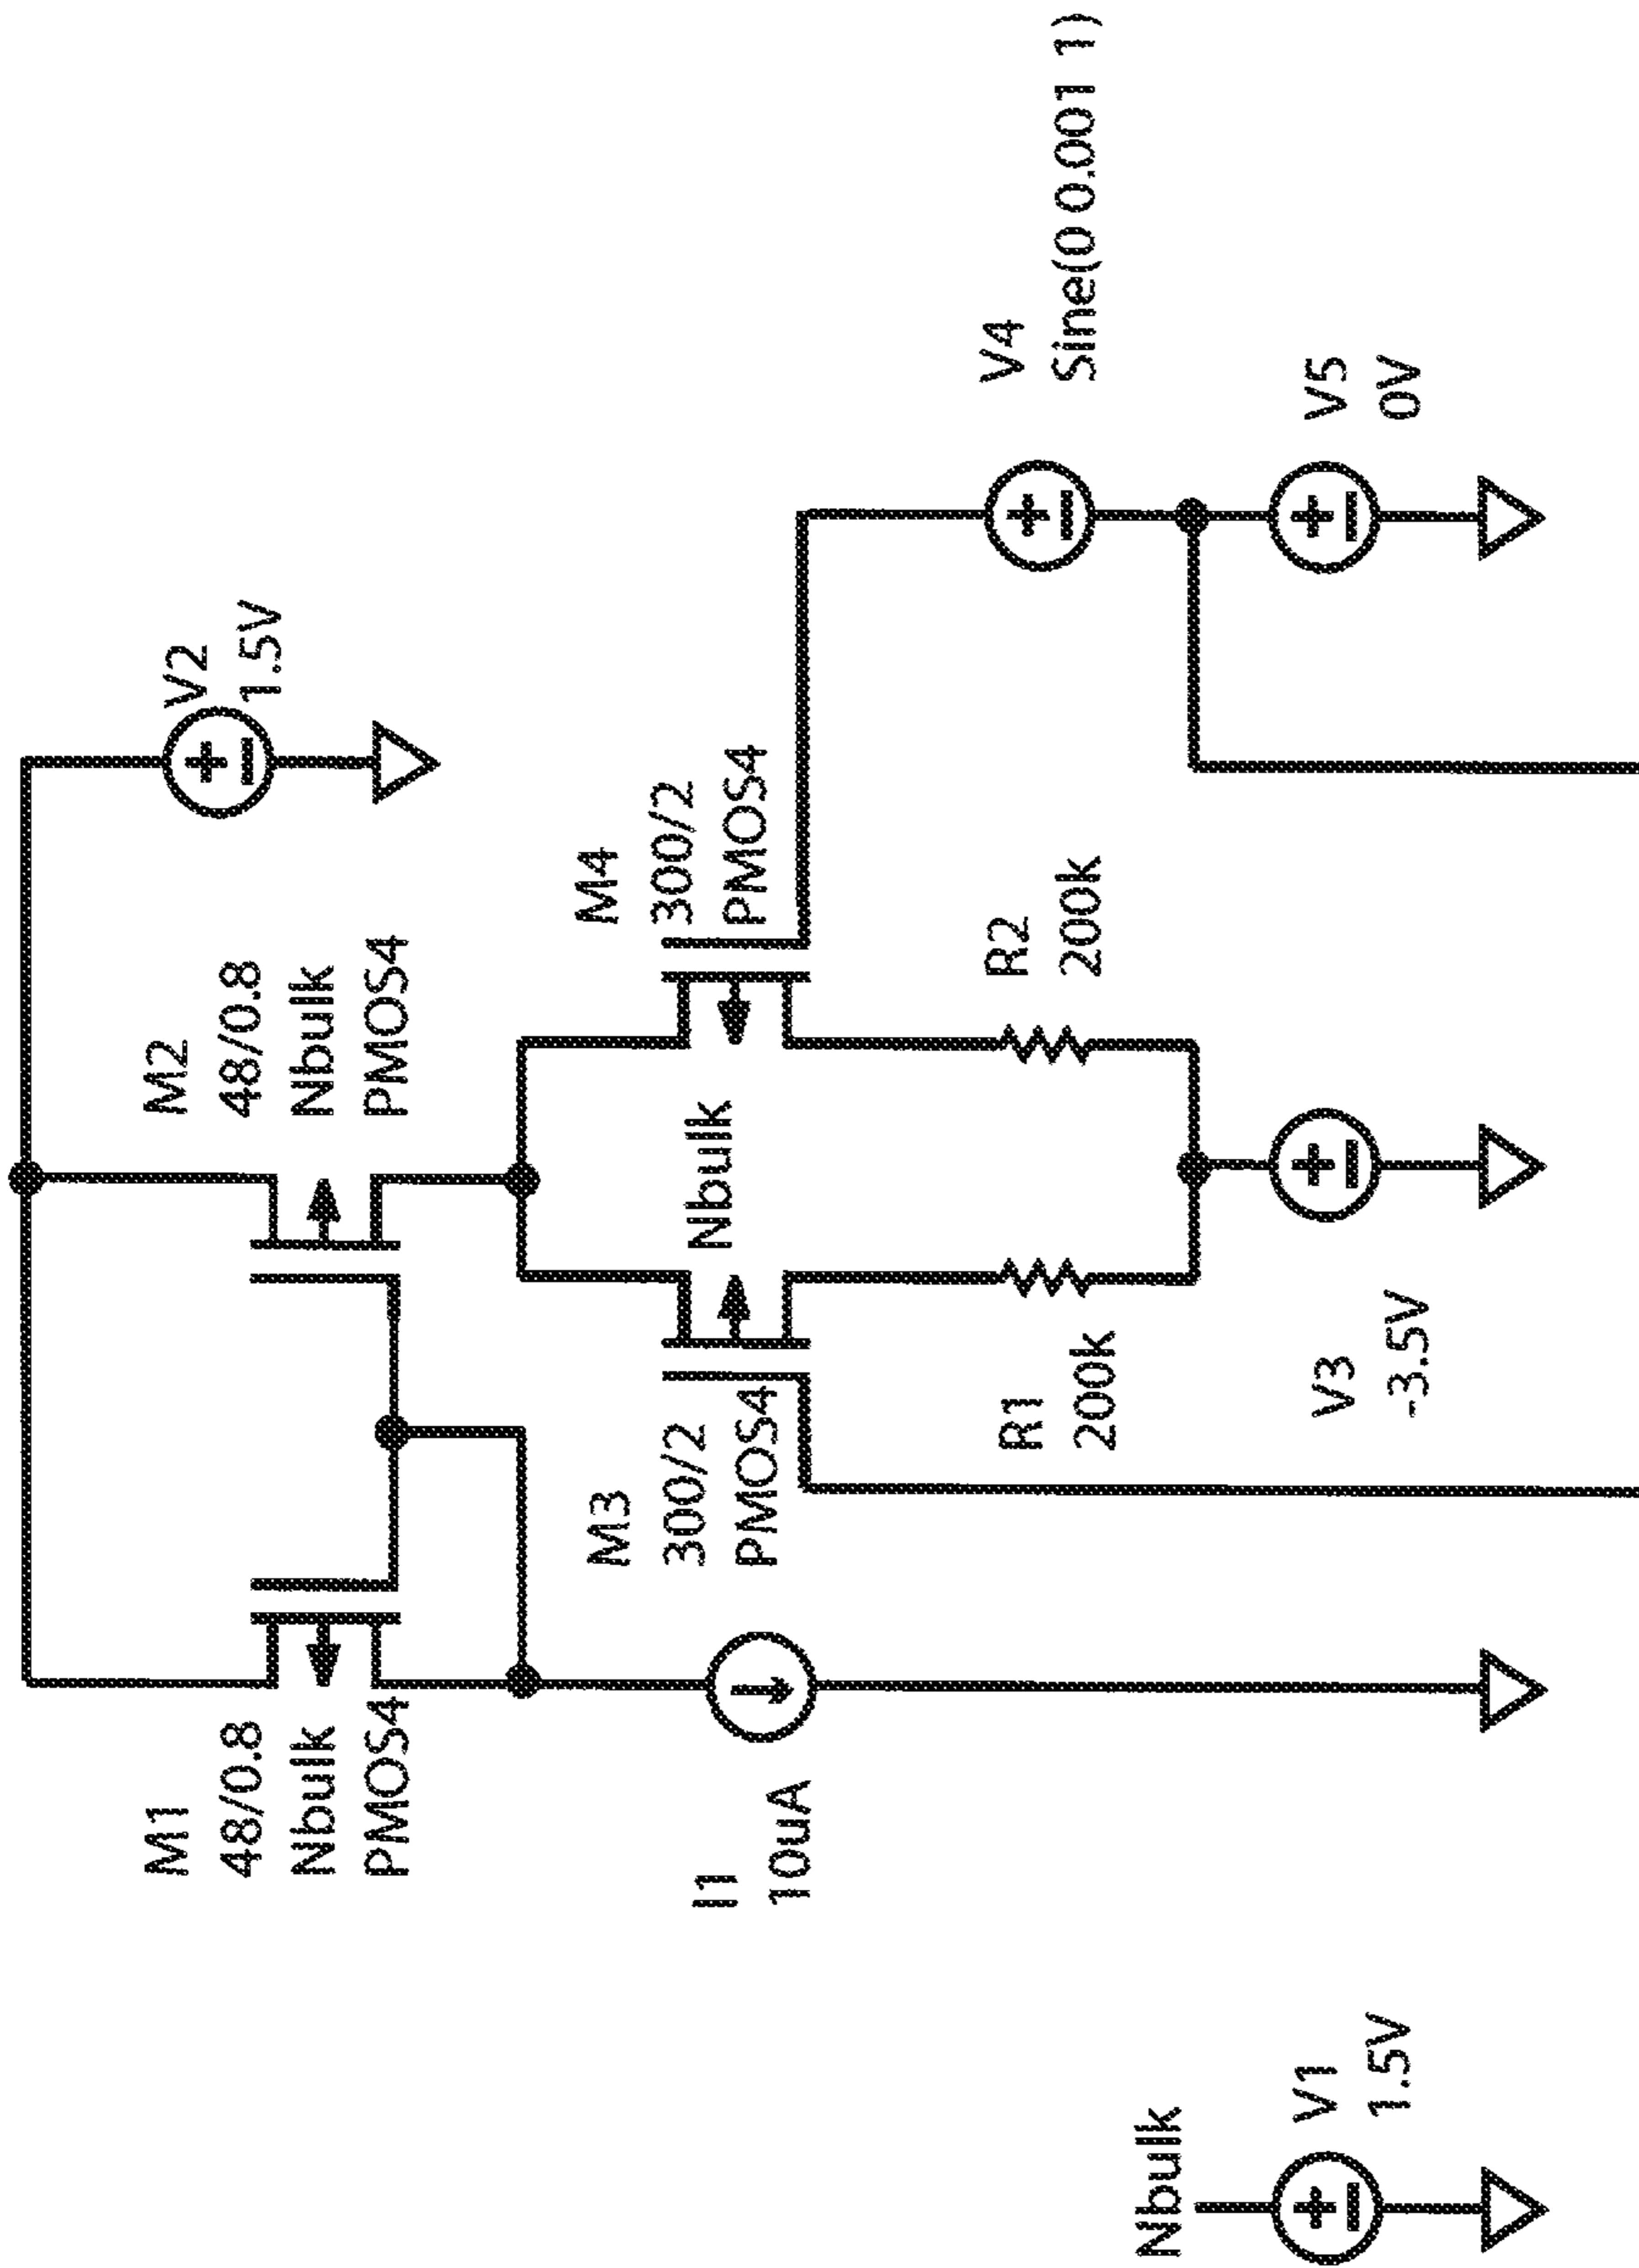 M1
48/0.8
Nbulk
PMOS4
M2
48/0.8
Nbulk
PMOS4
V2
1.5V
I1
10uA
M3
300/2
PMOS4
Nbulk
M4
300/2
PMOS4
R1
200k
R2
200k
V4
Sine(0 0.001 1)
Nbulk
V1
1.5V
V3
-3.5V
V5
0V